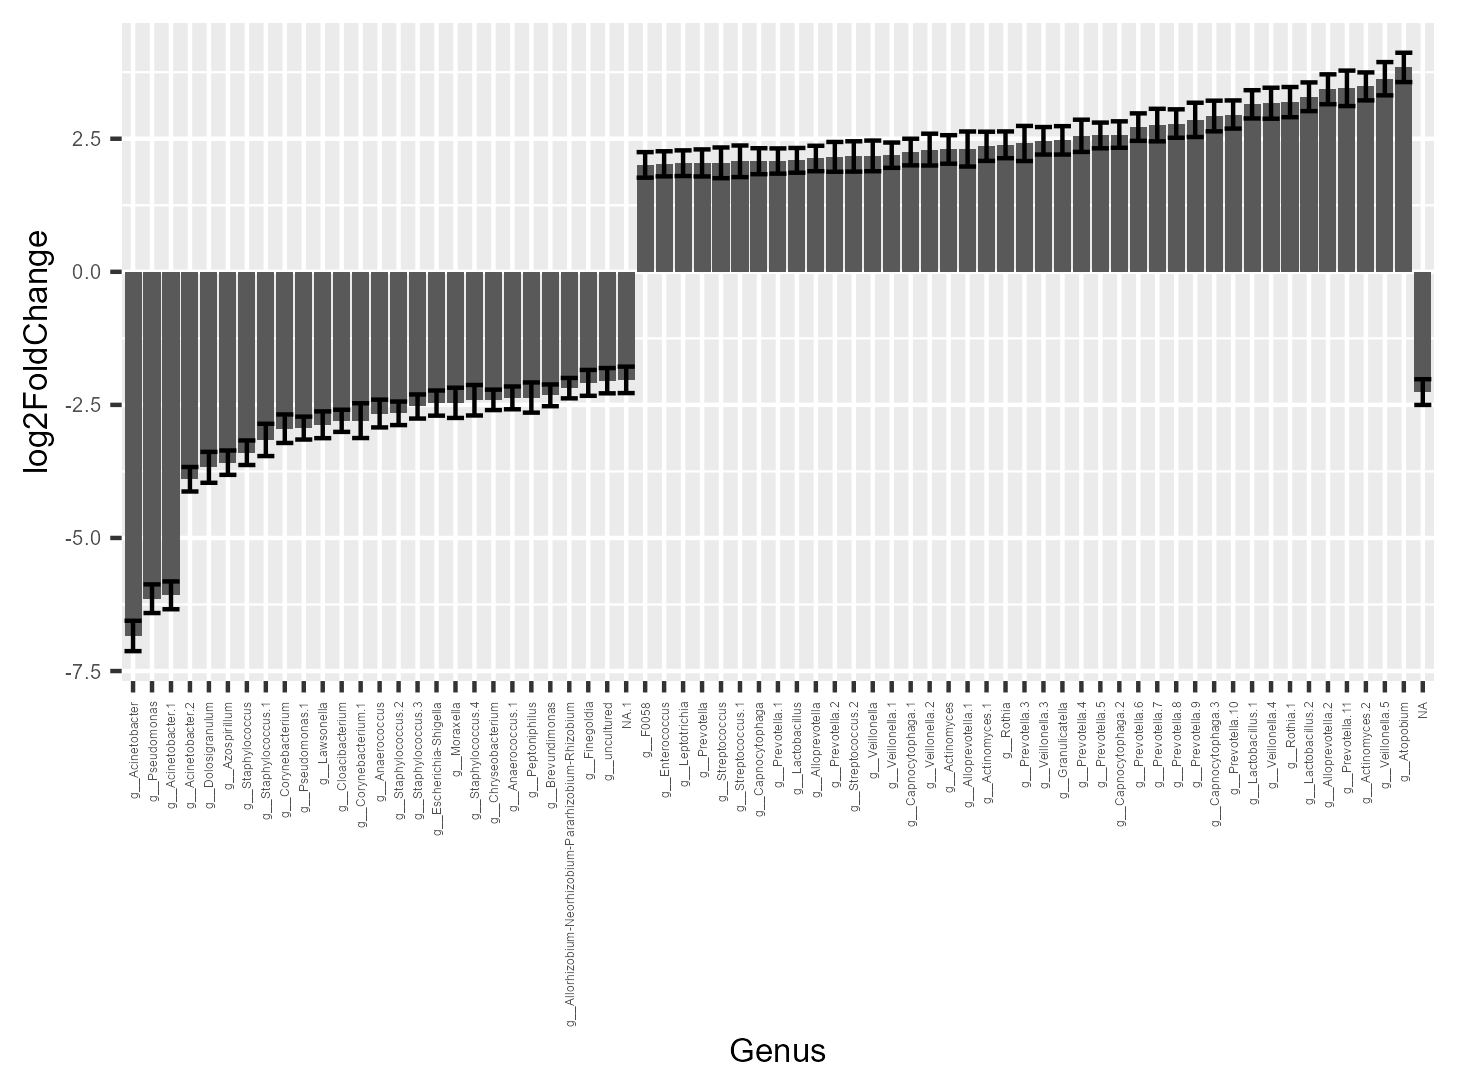 log2FoldChange
2.5
0.0
-2.5
-5.0
-7.5
g__Acinetobacter
g__Pseudomonas
g__Acinetobacter.1
g__Acinetobacter.2
g__Dolosigranulum
g__Azospirillum
g__Staphylococcus
g__Staphylococcus.1
g__Corynebacterium
g__Pseudomonas.1
g__Lawsonella
g__Cloacibacterium
g__Corynebacterium.1
g__Anaerococcus
g__Staphylococcus.2
g__Staphylococcus.3
g__Escherichia-Shigella
g__Moraxella
g__Staphylococcus.4
g__Chryseobacterium
g__Anaerococcus.1
g__Peptoniphilus
g__Brevundimonas
g__Allorhizobium-Neorhizobium-Pararhizobium-Rhizobium
g__Finegoldia
g__uncultured
NA.1
g__F0058
g__Enterococcus
g__Leptotrichia
g__Prevotella
g__Streptococcus
g__Streptococcus.1
g__Capnocytophaga
g__Prevotella.1
g__Lactobacillus
g__Alloprevotella
g__Prevotella.2
g__Streptococcus.2
g__Veillonella
g__Veillonella.1
g__Capnocytophaga.1
g__Veillonella.2
g__Actinomyces
g__Alloprevotella.1
g__Actinomyces.1
g__Rothia
g__Prevotella.3
g__Veillonella.3
g__Granulicatella
g__Prevotella.4
g__Prevotella.5
g__Capnocytophaga.2
g__Prevotella.6
g__Prevotella.7
g__Prevotella.8
g__Prevotella.9
g__Capnocytophaga.3
g__Prevotella.10
g__Lactobacillus.1
g__Veillonella.4
g__Rothia.1
g__Lactobacillus.2
g__Alloprevotella.2
g__Prevotella.11
g__Actinomyces.2
g__Veillonella.5
g__Atopobium
NA
Genus